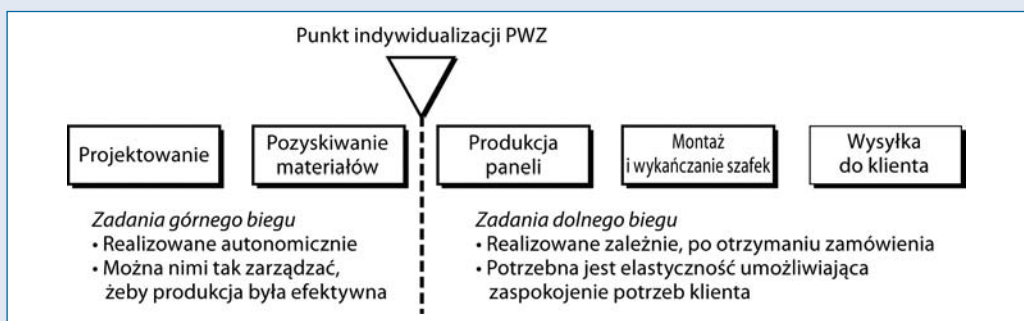 Punkt indywidualizacji PWZ
Projektowanie
Pozyskiwanie
materiałów
Produkcja
paneli
Montaż
i wykańczanie szafek
Wysyłka
do klienta
Zadania górnego biegu
• Realizowane autonomicznie
• Można nimi tak zarządzać,
żeby produkcja była efektywna
Zadania dolnego biegu
• Realizowane zależnie, po otrzymaniu zamówienia
• Potrzebna jest elastyczność umożliwiająca
zaspokojenie potrzeb klienta